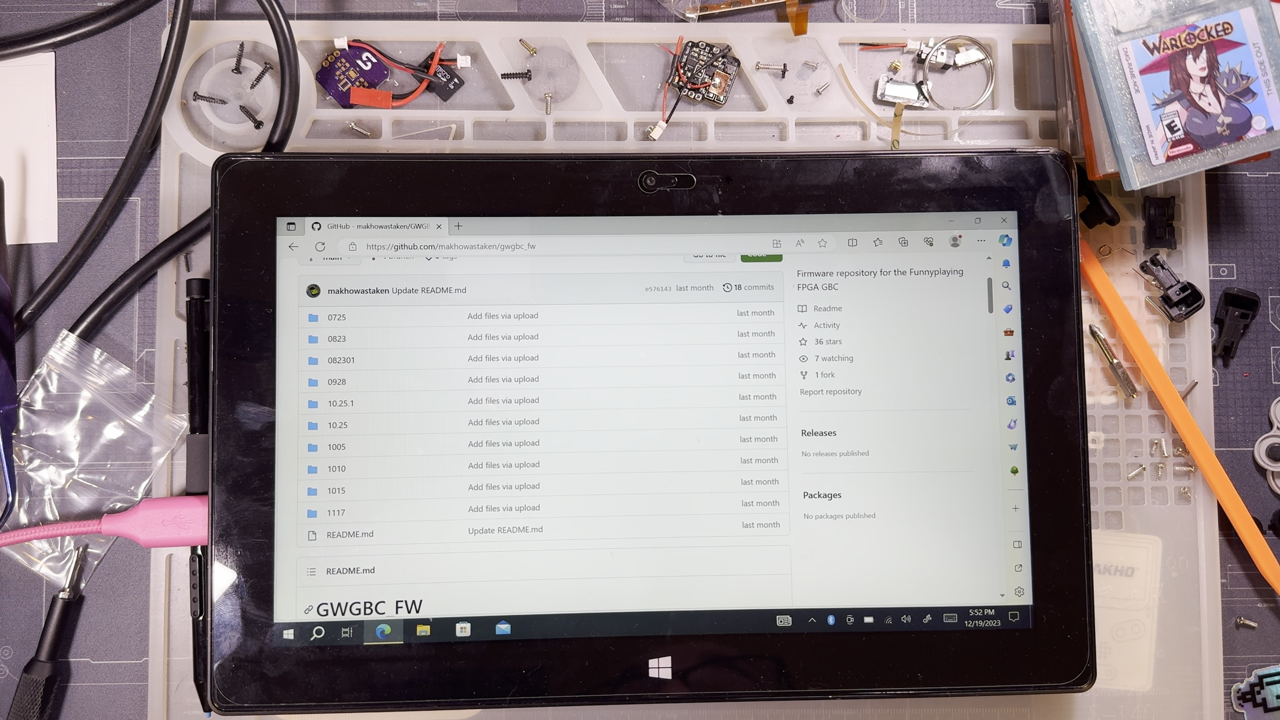 WARLOCKED
GitHub - makhowastaken/GWGB
https://github.com/makhowastaken/gwgbc_fw
makhowastaken Update README.md
e576143 last month
18 commits
0725 Add files via upload last month
0823 Add files via upload last month
082301 Add files via upload last month
0928 Add files via upload last month
10.25.1 Add files via upload last month
10.25 Add files via upload last month
1005 Add files via upload last month
1010 Add files via upload last month
1015 Add files via upload last month
1117 Add files via upload last month
README.md Update README.md last month
README.md
GWGBC_FW
Firmware repository for the Funnyplaying
FPGA GBC
Readme
Activity
36 stars
7 watching
1 fork
Report repository
Releases
No releases published
Packages
No packages published
5:52 PM
12/19/2023